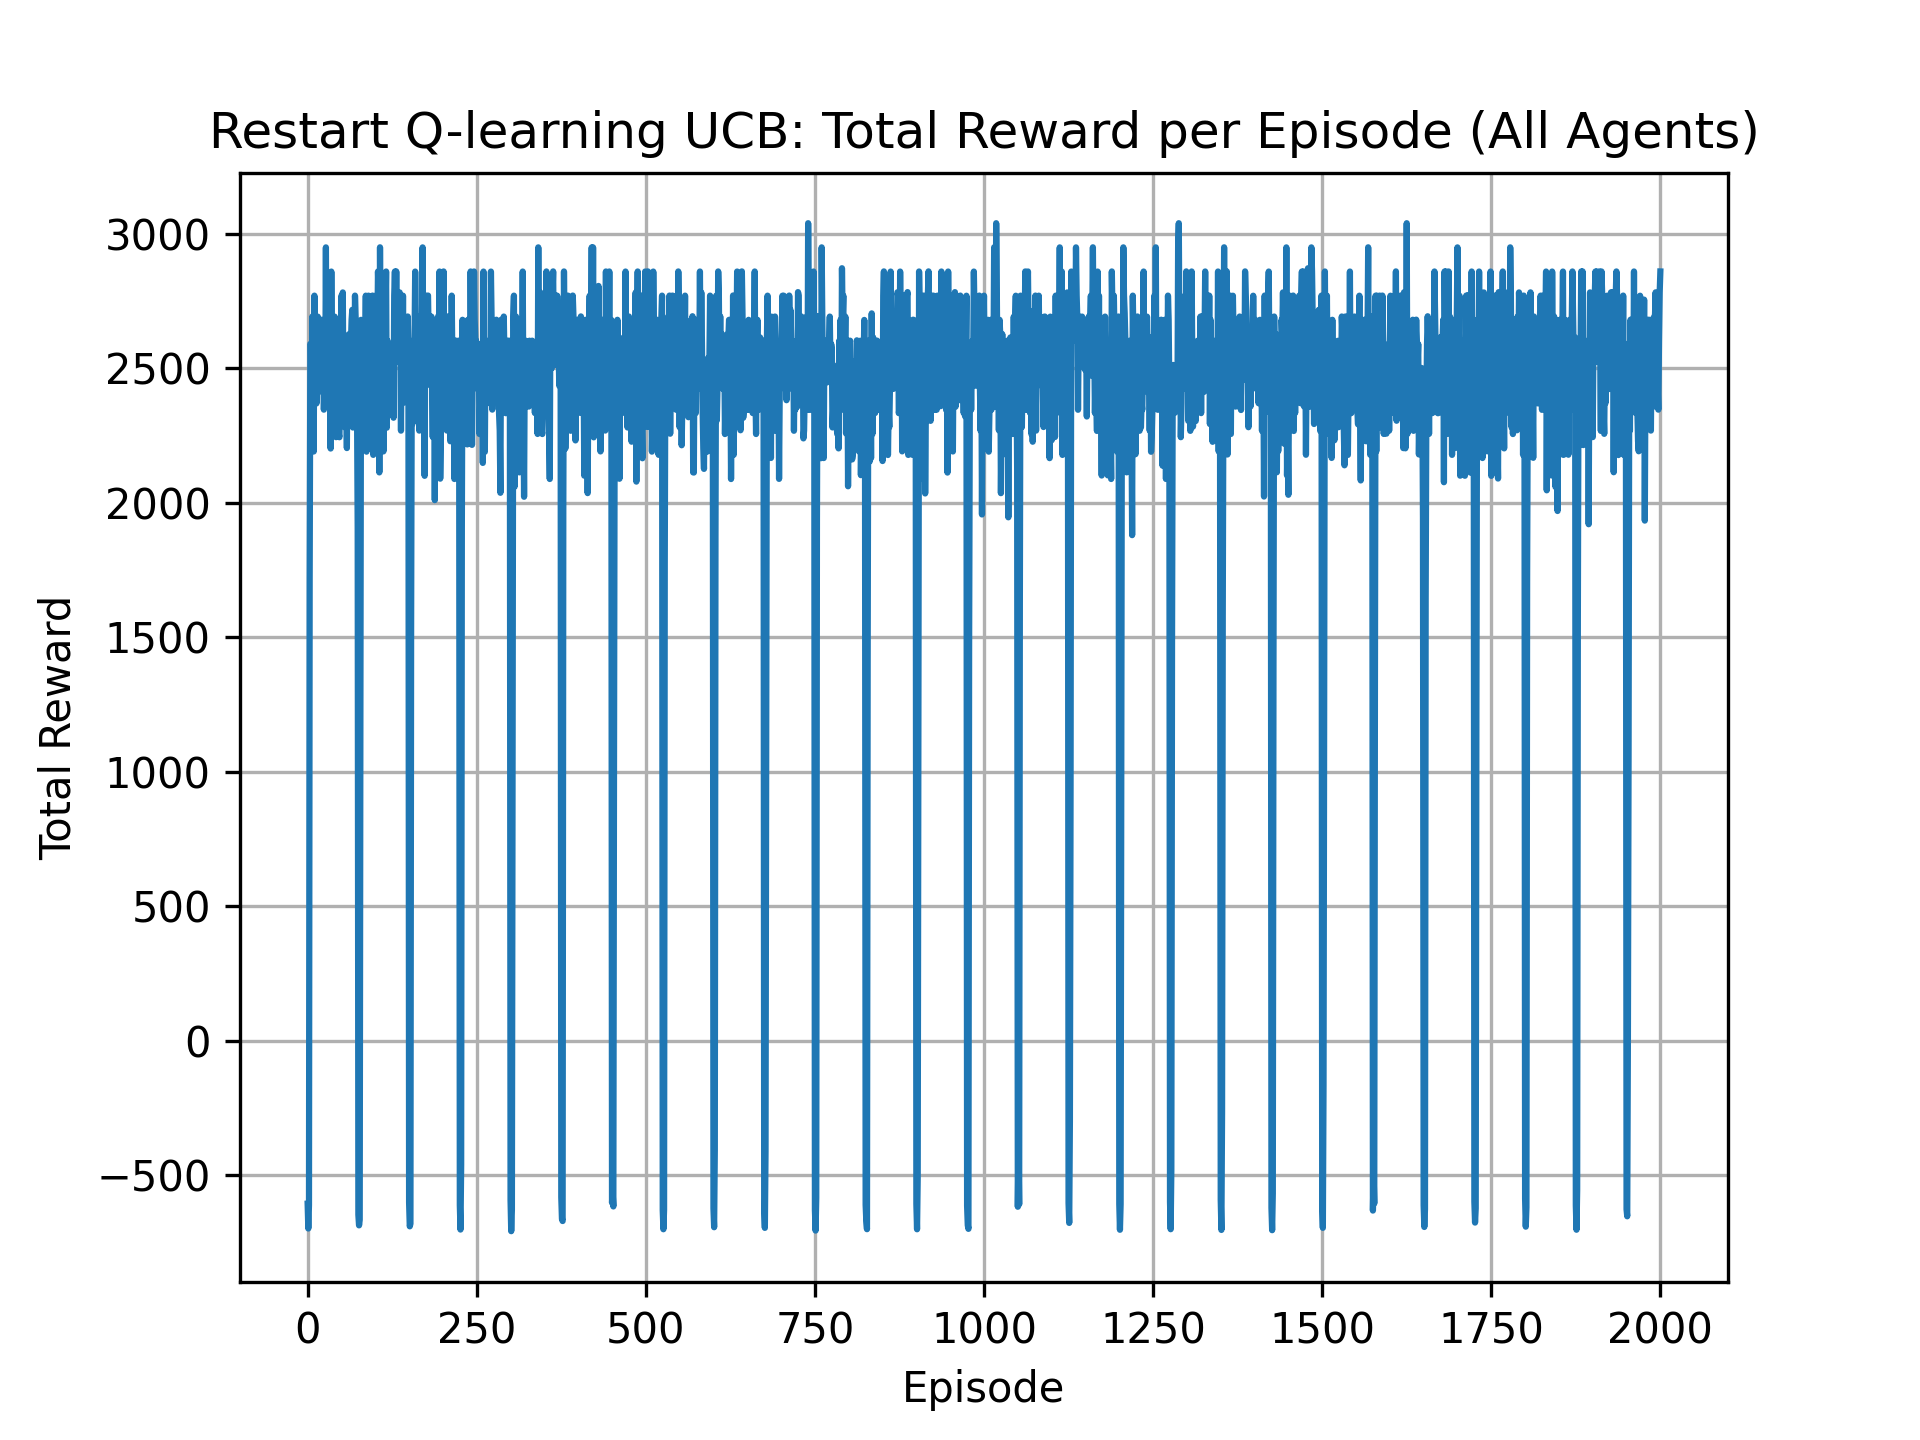 Restart Q-learning UCB: Total Reward per Episode (All Agents)
3000
2500
2000
1500
1000
500
0
−500
Total Reward
0 250 500 750 1000 1250 1500 1750 2000
Episode